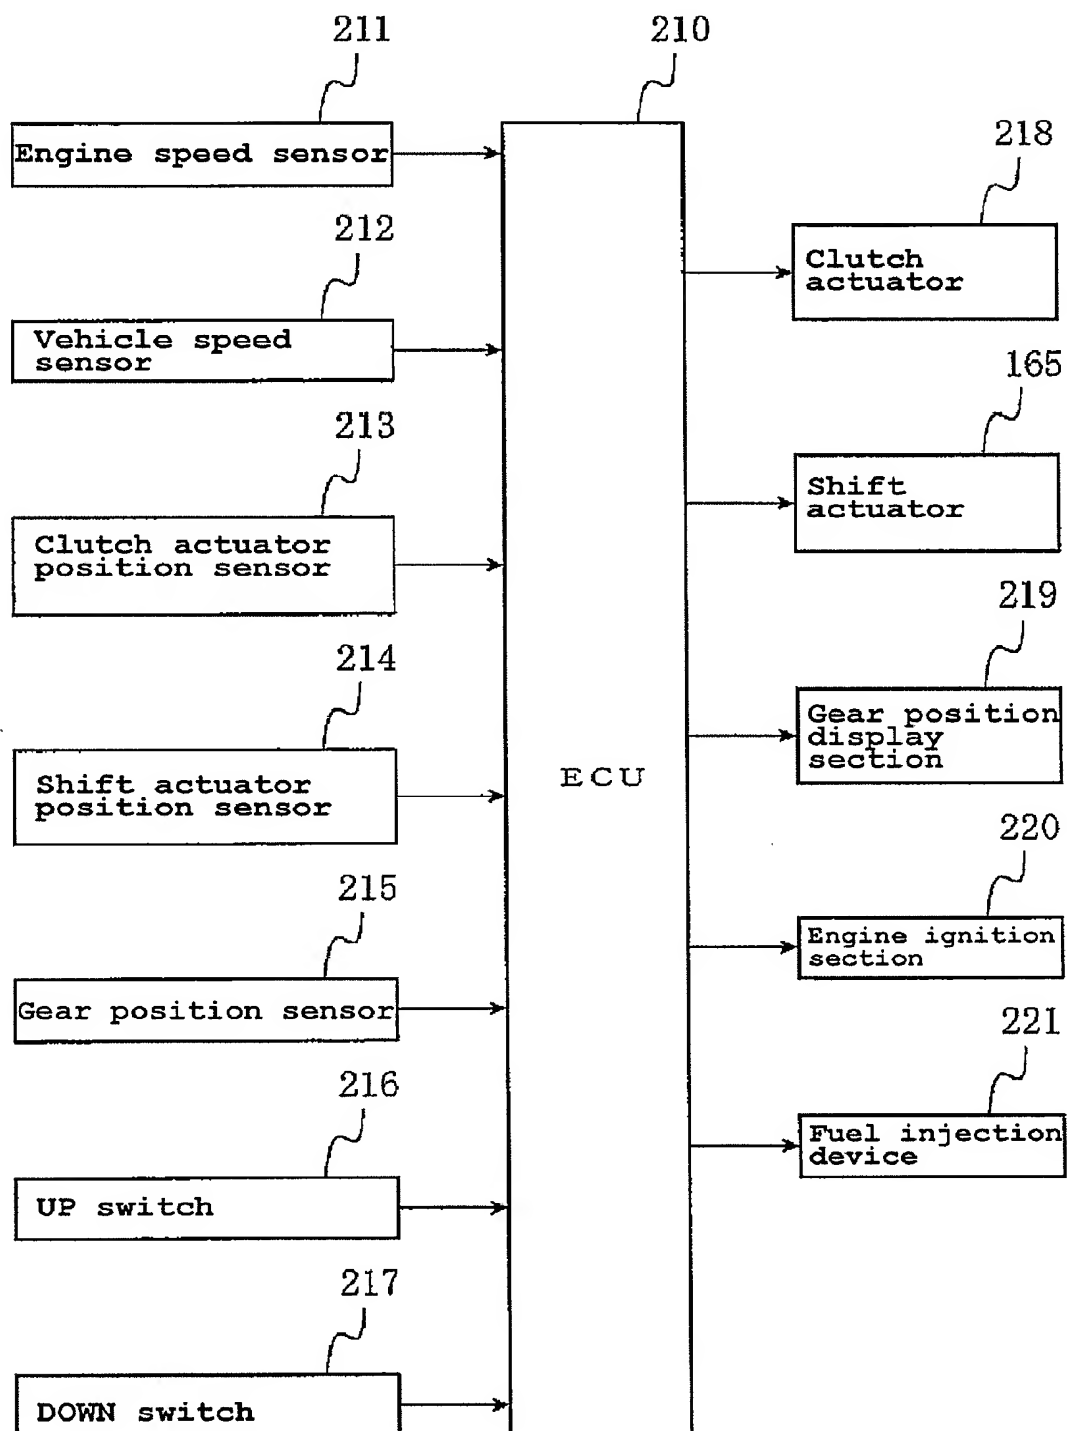 211
210
Engine speed sensor
218
212
Clutch
actuator
Vehicle speed
sensor
165
213
Shift
actuator
Clutch actuator
position sensor
219
214
Gear position
display
section
ECU
Shift actuator
position sensor
220
215
Engine ignition
section
Gear position sensor
221
216
Fuel injection
device
UP switch
217
DOWN switch